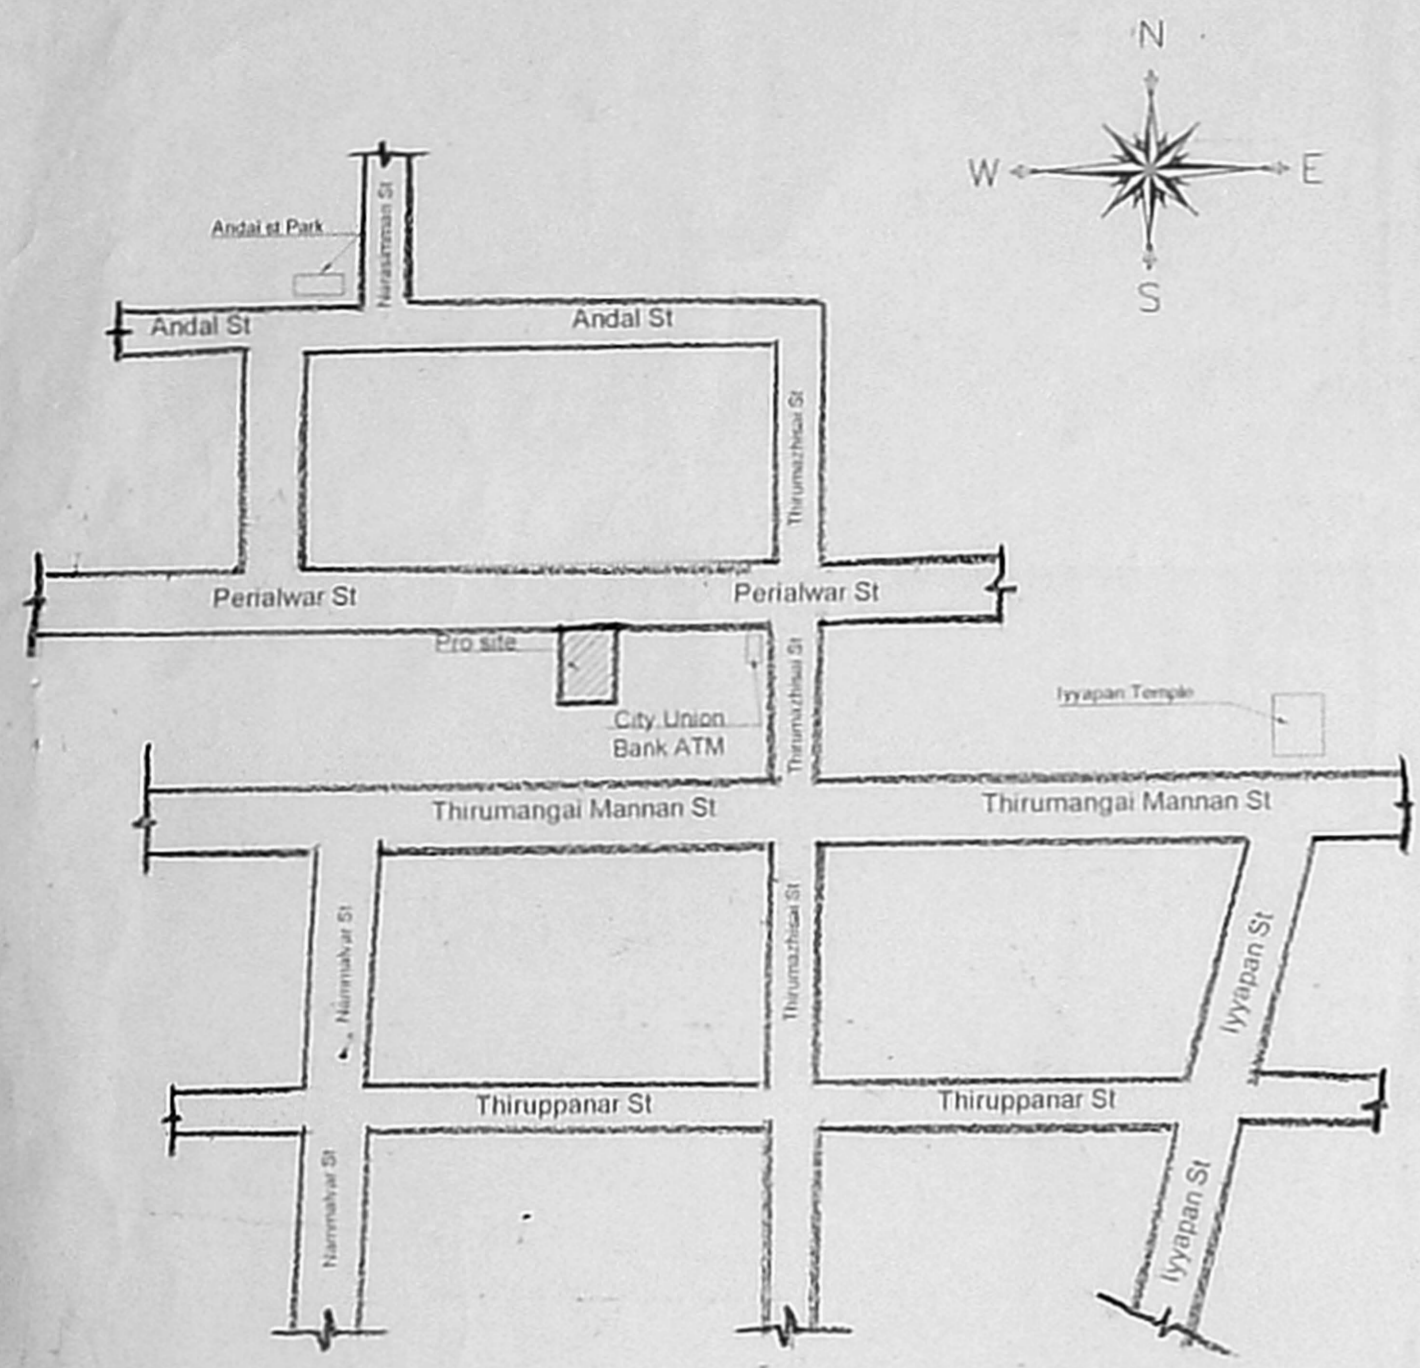 N
W
E
S
Narasimman St
Andal st Park
Andal St
Andal St
Thirumazhisai St
Perialwar St
Perialwar St
Pro site
Thirumazhisai St
Iyyapan Temple
City Union
Bank ATM
Thirumangai Mannan St
Thirumangai Mannan St
Nammalvar St
Thirumazhisai St
Iyyapan St
Thiruppanar St
Thiruppanar St
Nammalvar St
Iyyapan St